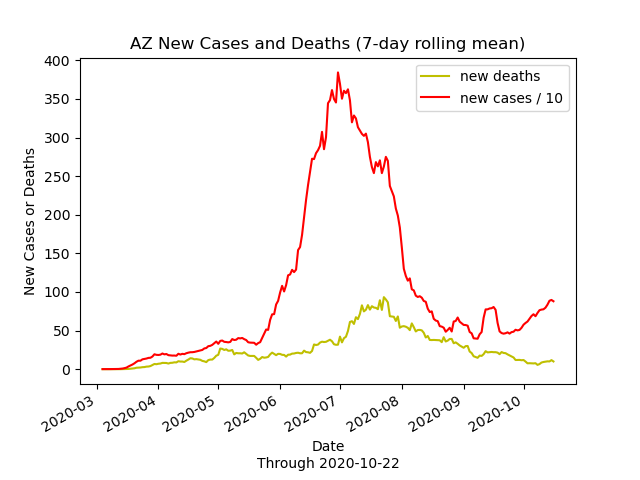 AZ New Cases and Deaths (7-day rolling mean)
new deaths
new cases / 10
400
350
300
250
200
150
100
50
0
New Cases or Deaths
2020-03
2020-04
2020-05
2020-06
2020-07
2020-08
2020-09
2020-10
Date
Through 2020-10-22